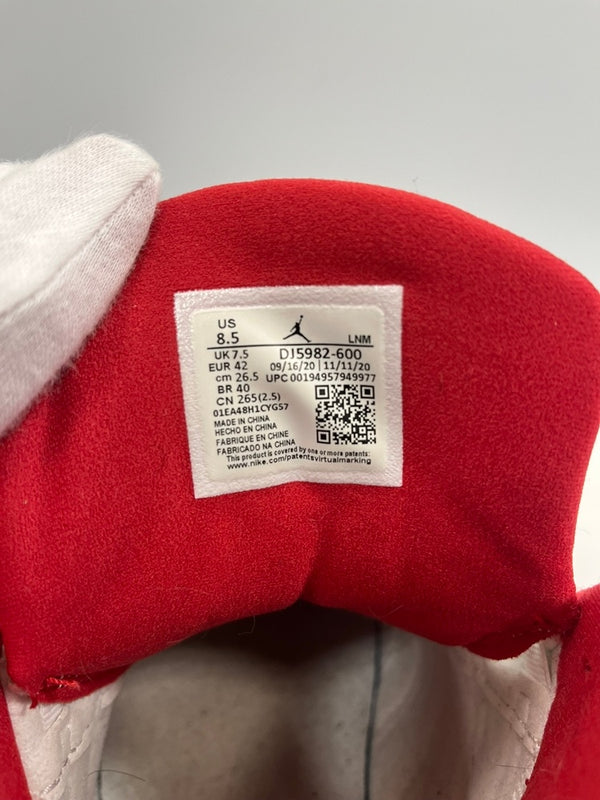 US
8.5 LNM
UK 7.5 DJ5982-600
EUR 42 09/16/20 | 11/11/20
cm 26.5 UPC 00194957949977
BR 40
CN 265(2.5)
01EA48H1CYG57
MADE IN CHINA
HECHO EN CHINA
FABRIQUE EN CHINE
FABRICADO NA CHINA
This product is covered by one or more patents:
www.nike.com/patentsvirtualmarking